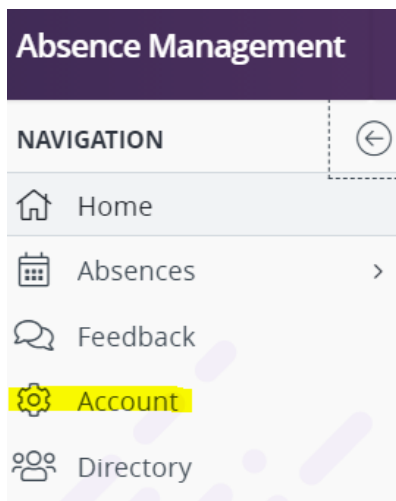 Absence Management
NAVIGATION
Home
Absences
Feedback
Account
Directory